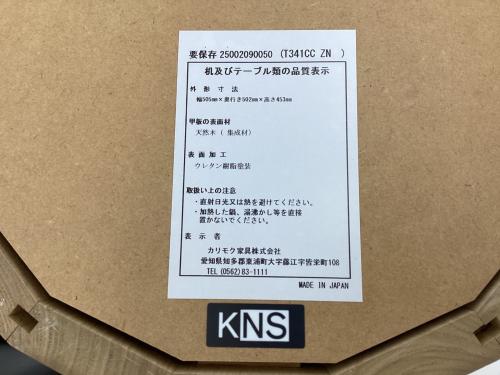 要保存 25002090050 (T341CC ZN )
机及びテーブル類の品質表示
外形寸法
幅505mm×奥行き502mm×高さ453mm
甲板の表面材
天然木（集成材）
表面加工
ウレタン樹脂塗装
取扱い上の注意
・直射日光又は熱を避けてください。
・加熱した鍋、湯沸かし等を直接
置かないでください。
表示者
カリモク家具株式会社
愛知県知多郡東浦町大字藤江字皆栄町108
TEL (0562)83-1111
MADE IN JAPAN
KNS